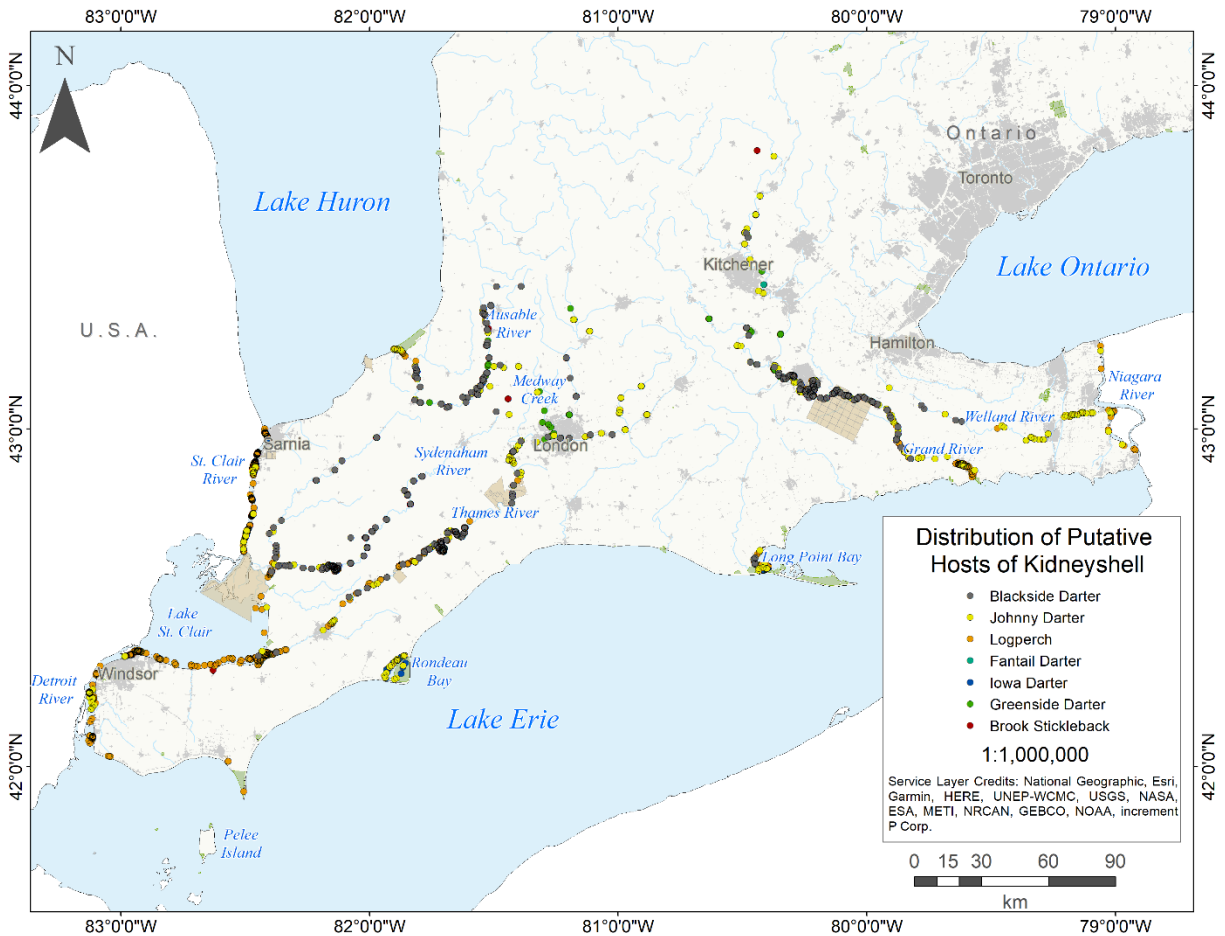 83°0'0"W
82°0'0"W
81°0'0"W
80°0'0"W
79°0'0"W
44°0'0"N
44°0'0"N
N
Ontario
Toronto
Lake Huron
Kitchener
Lake Ontario
U.S.A.
Musable
River
Hamilton
Medway
Creek
Niagara
River
43°0'0"N
43°0'0"N
Sarnia
London
Welland River
St. Clair
River
Sydenaham
River
Grand River
Thames River
Long Point Bay
Lake
St. Clair
Windsor
Detroit
River
Rondeau
Bay
Lake Erie
42°0'0"N
42°0'0"N
Pelee
Island
Distribution of Putative
Hosts of Kidneyshell
Blackside Darter
Johnny Darter
Logperch
Fantail Darter
Iowa Darter
Greenside Darter
Brook Stickleback
1:1,000,000
Service Layer Credits: National Geographic, Esri,
Garmin, HERE, UNEP-WCMC, USGS, NASA,
ESA, METI, NRCAN, GEBCO, NOAA, increment
P Corp.
0 15 30 60 90
km
83°0'0"W
82°0'0"W
81°0'0"W
80°0'0"W
79°0'0"W